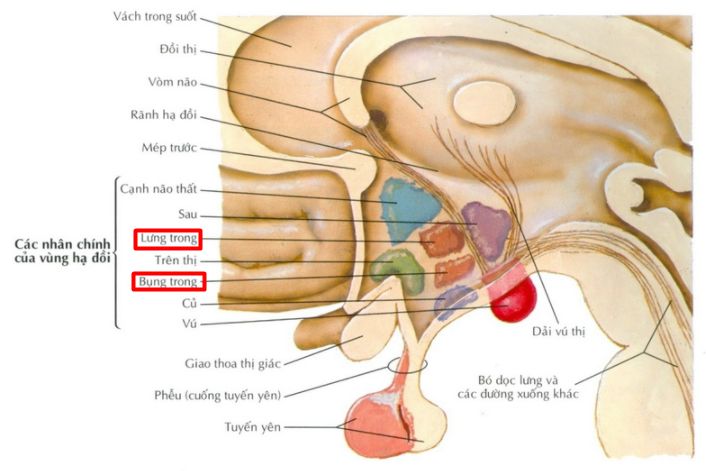 Vách trong suốt
Đồi thị
Vòm não
Rãnh hạ đồi
Mép trước
Cạnh não thất
Sau
Lưng trong
Các nhân chính
của vùng hạ đồi
Trên thị
Bụng trong
Củ
Vú
Giao thoa thị giác
Phễu (cuống tuyến yên)
Tuyến yên
Dải vú thị
Bó dọc lưng và
các đường xuống khác